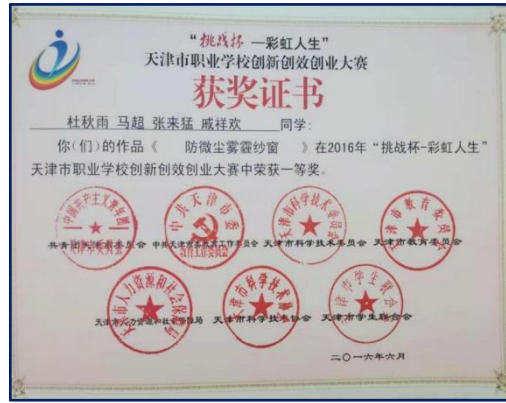 “挑战杯—彩虹人生”
天津市职业学校创新创效创业大赛
获奖证书
杜秋雨 马超 张来猛 戚祥欢 同学:
你(们)的作品《 防微尘雾霾纱窗 》在2016年“挑战杯-彩虹人生”
天津市职业学校创新创效创业大赛中荣获一等奖。
共青团天津市委员会 中共天津市委教育工作委员会 天津市科学技术委员会 天津市教育委员会
天津市人力资源和社会保障局 天津市科学技术协会 天津市学生联合会
二〇一六年六月